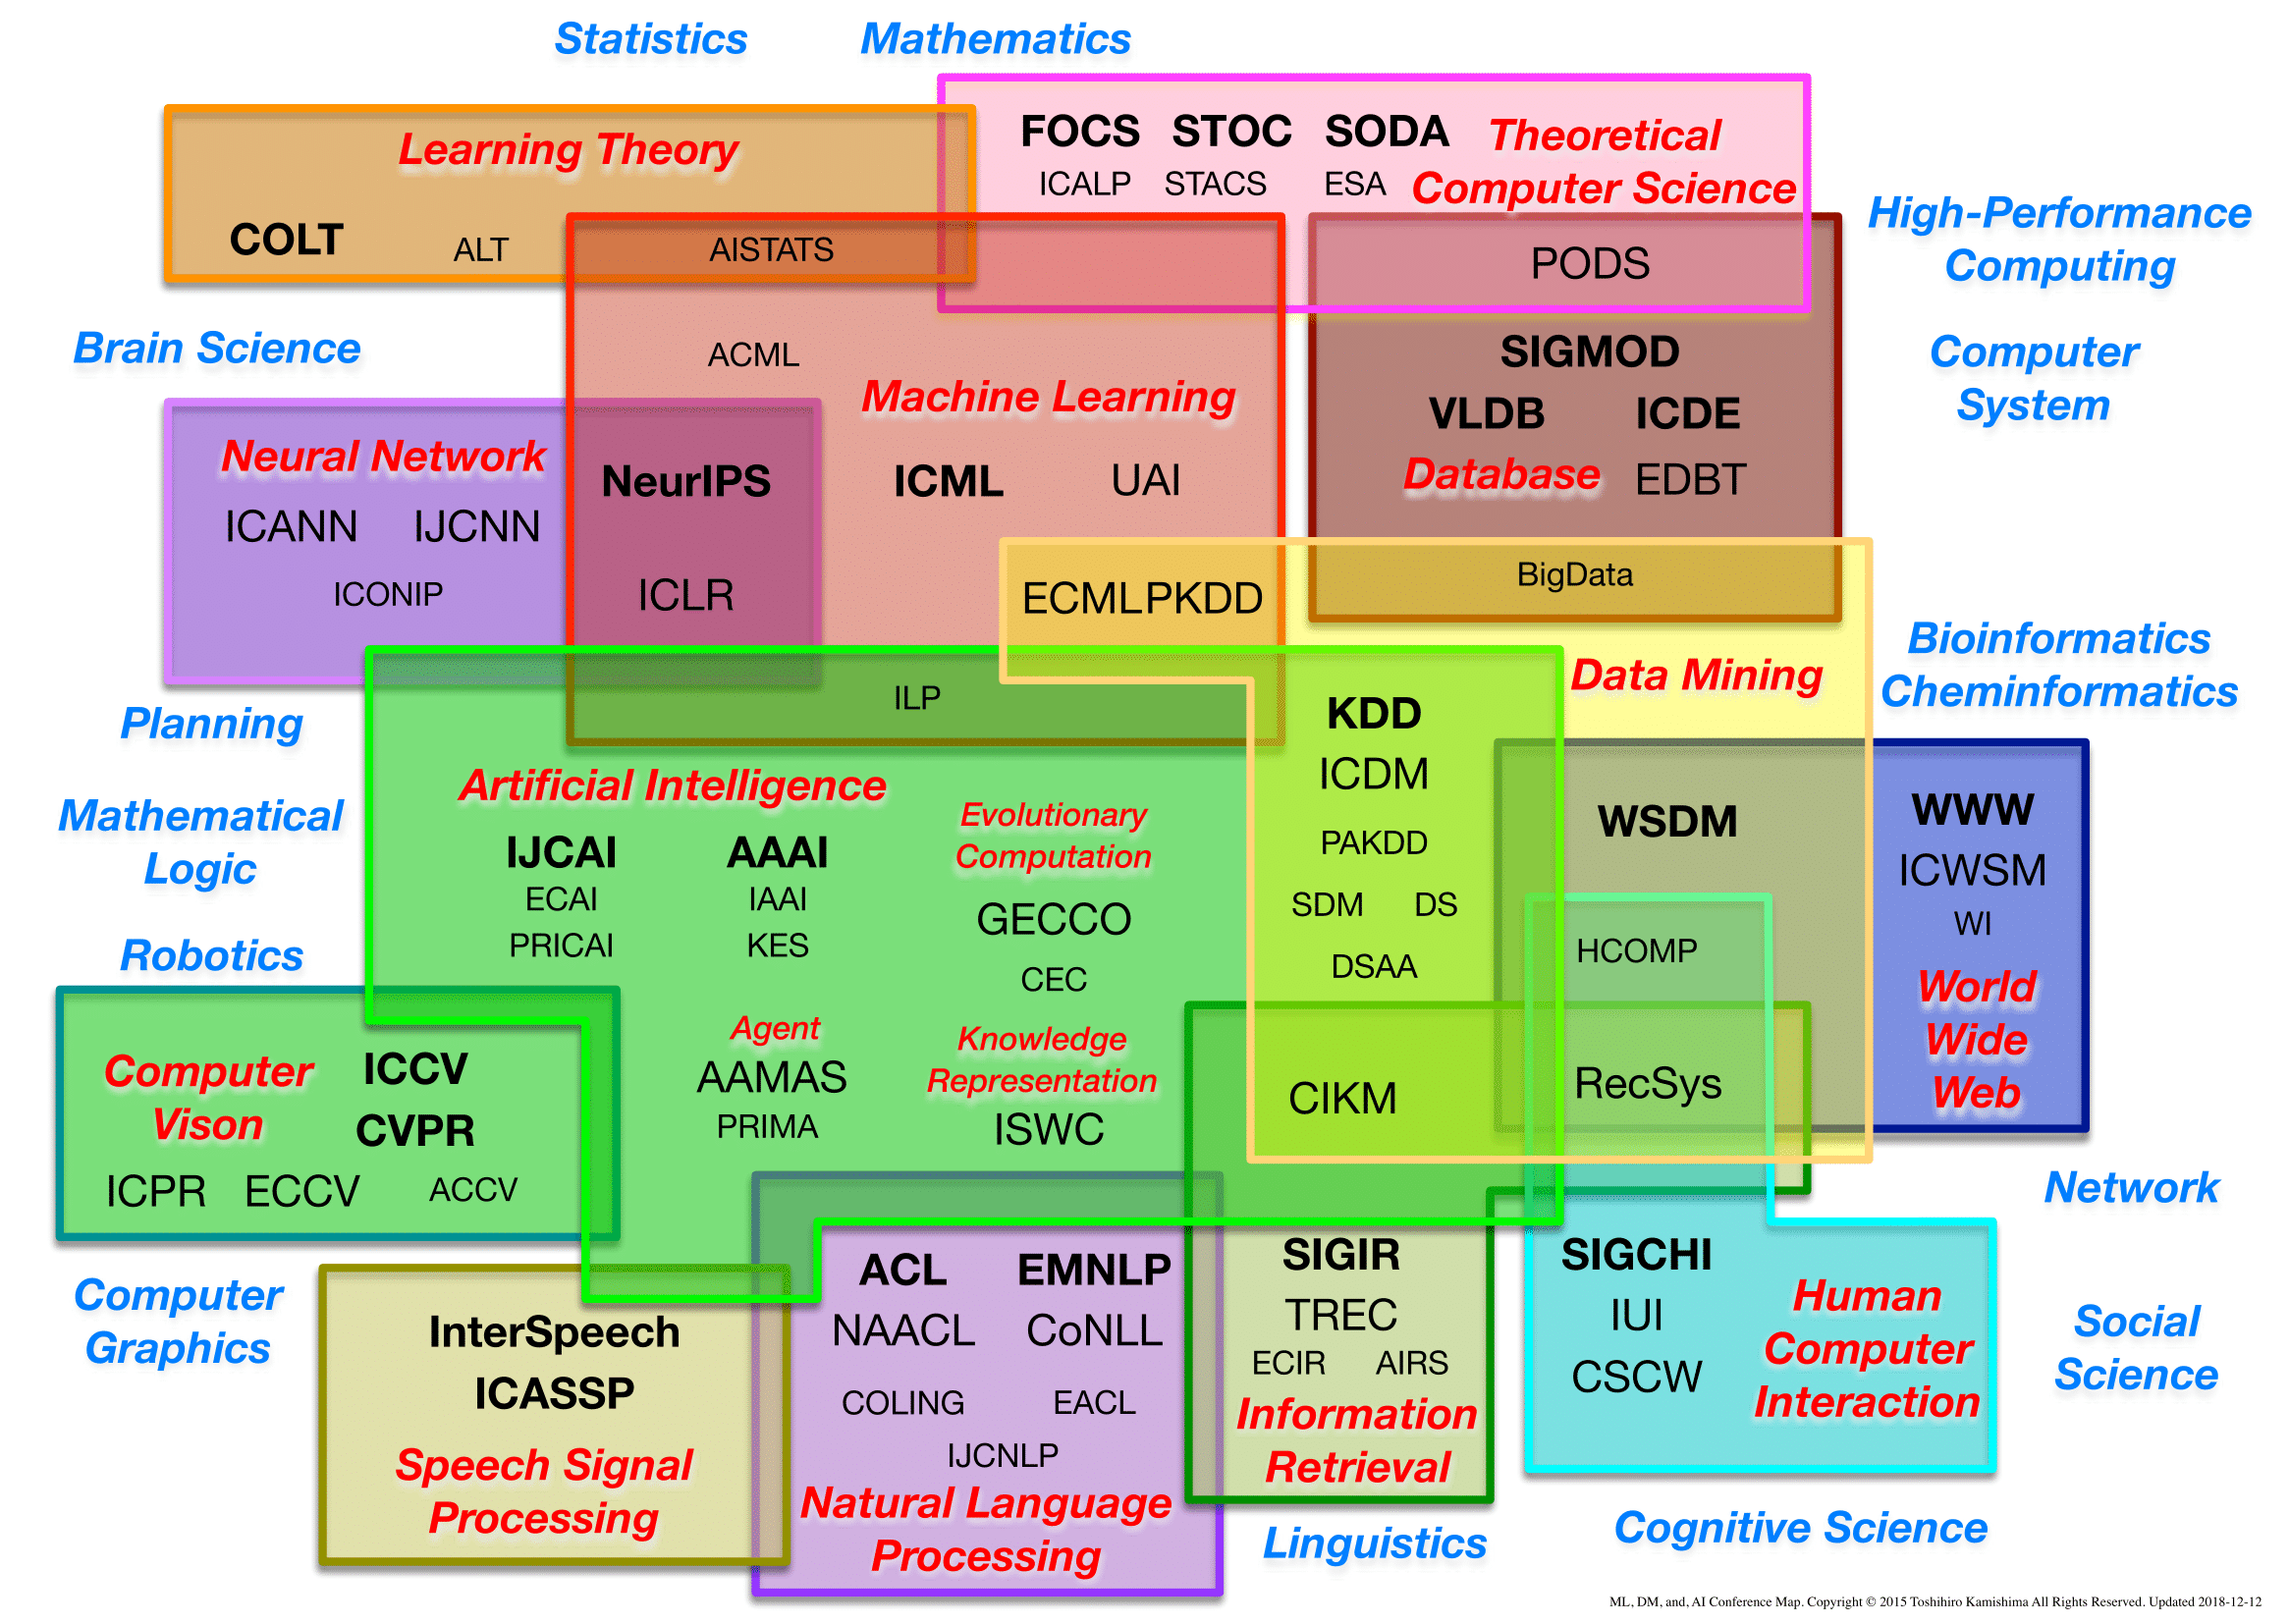 Statistics
Mathematics
Learning Theory
COLT
ALT
AISTATS
FOCS STOC SODA
ICALP STACS ESA
Theoretical
Computer Science
PODS
High-Performance
Computing
Computer
System
Brain Science
ACML
Machine Learning
ICML UAI
SIGMOD
VLDB ICDE
Database EDBT
BigData
Neural Network
ICANN IJCNN
ICONIP
NeurIPS
ICLR
ECMLPKDD
ILP
Data Mining
Bioinformatics
Cheminformatics
Planning
Mathematical
Logic
Robotics
Artificial Intelligence
IJCAI AAAI
ECAI IAAI
PRICAI KES
Evolutionary
Computation
GECCO
CEC
Agent
AAMAS
PRIMA
Knowledge
Representation
ISWC
KDD
ICDM
PAKDD
SDM DS
DSAA
CIKM
WSDM
HCOMP
RecSys
WWW
ICWSM
WI
World
Wide
Web
Computer
Vison
ICCV
CVPR
ICPR ECCV ACCV
Network
Computer
Graphics
InterSpeech
ICASSP
Speech Signal
Processing
ACL EMNLP
NAACL CoNLL
COLING EACL
IJCNLP
Natural Language
Processing
SIGIR
TREC
ECIR AIRS
Information
Retrieval
SIGCHI
IUI
CSCW
Human
Computer
Interaction
Social
Science
Linguistics
Cognitive Science
ML, DM, and, AI Conference Map. Copyright © 2015 Toshihiro Kamishima All Rights Reserved. Updated 2018-12-12